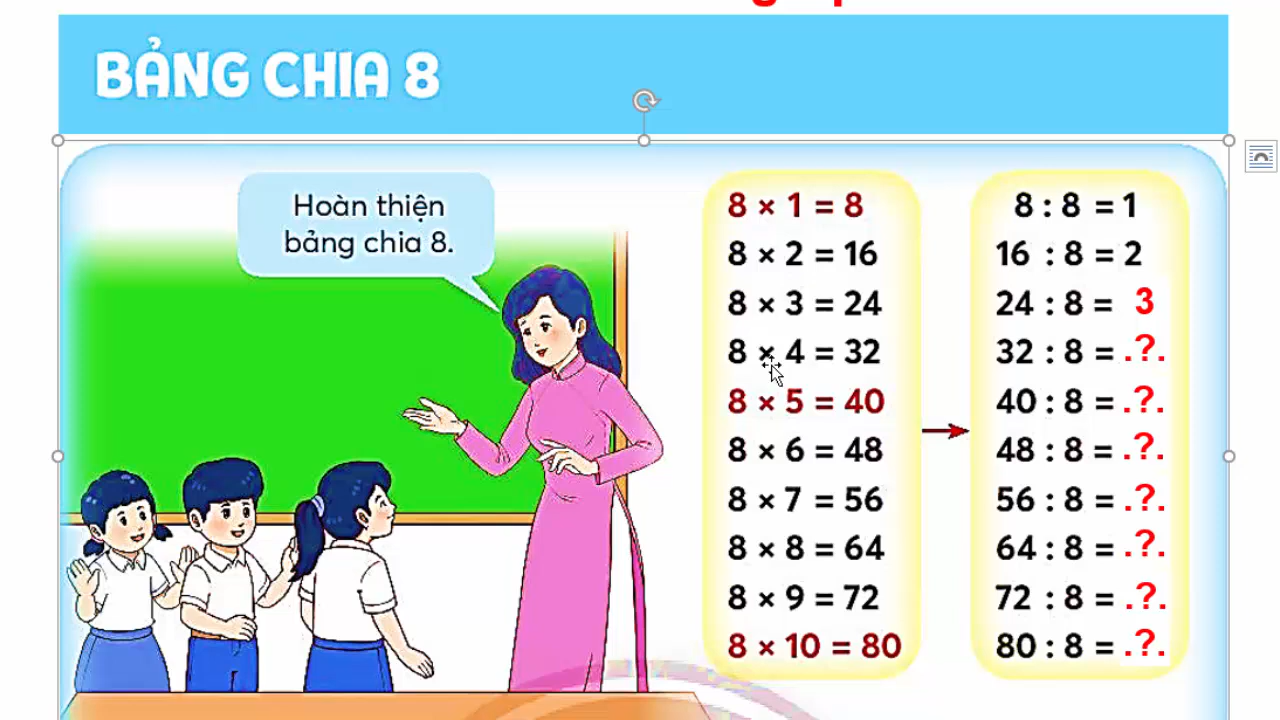 BẢNG CHIA 8
Hoàn thiện
bảng chia 8.
8 × 1 = 8
8 × 2 = 16
8 × 3 = 24
8 × 4 = 32
8 × 5 = 40
8 × 6 = 48
8 × 7 = 56
8 × 8 = 64
8 × 9 = 72
8 × 10 = 80
8 : 8 = 1
16 : 8 = 2
24 : 8 = 3
32 : 8 = .?.
40 : 8 = .?.
48 : 8 = .?.
56 : 8 = .?.
64 : 8 = .?.
72 : 8 = .?.
80 : 8 = .?.